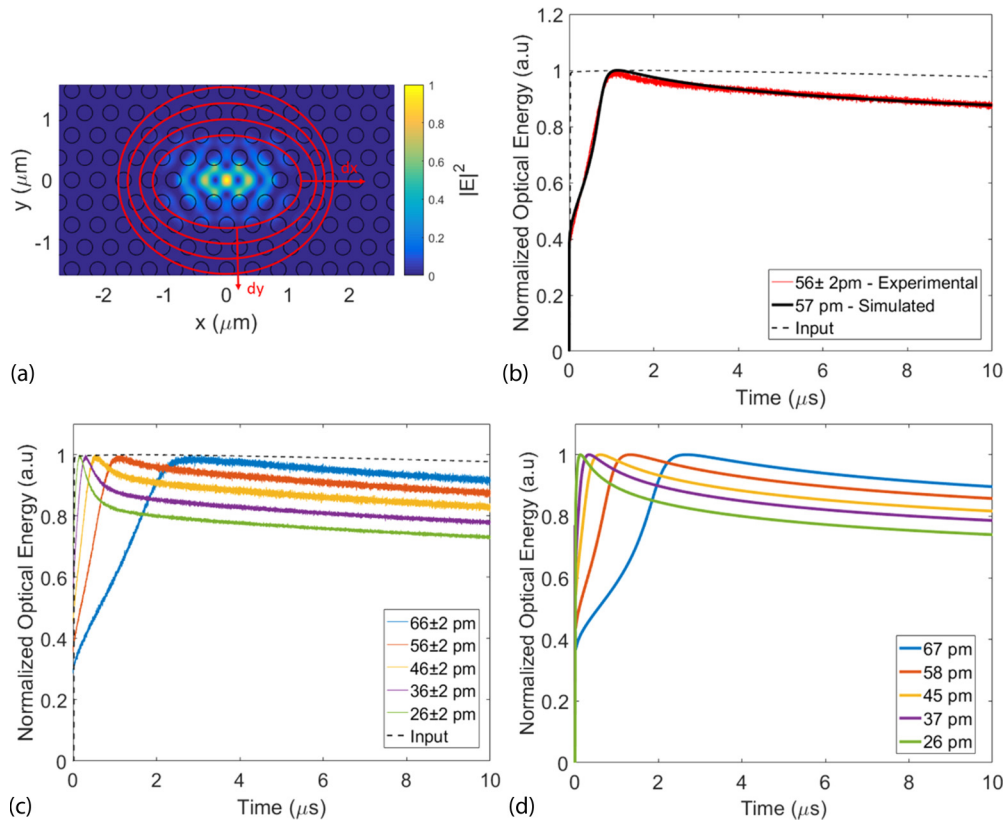 1
0
-1
y (μm)
-2
-1
0
1
2
x (μm)
dx
dy
1
0.8
0.6
0.4
0.2
0
|E|²
(a)
1.2
1
0.8
0.6
0.4
0.2
0
Normalized Optical Energy (a.u)
56± 2pm - Experimental
57 pm - Simulated
Input
0
2
4
6
8
10
Time (μs)
(b)
1
0.8
0.6
0.4
0.2
0
Normalized Optical Energy (a.u)
66±2 pm
56±2 pm
46±2 pm
36±2 pm
26±2 pm
Input
0
2
4
6
8
10
Time (μs)
(c)
1
0.8
0.6
0.4
0.2
0
Normalized Optical Energy (a.u)
67 pm
58 pm
45 pm
37 pm
26 pm
0
2
4
6
8
10
Time (μs)
(d)